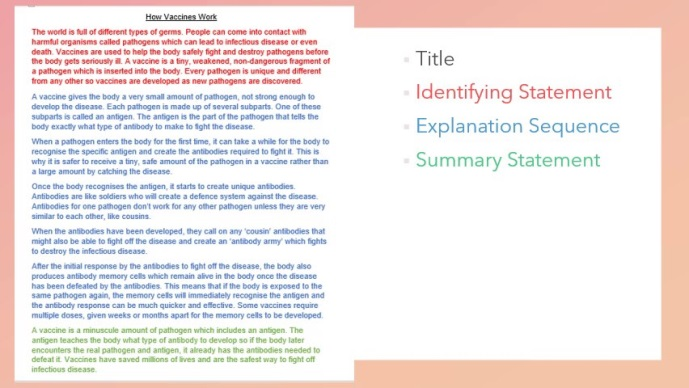 How Vaccines Work
The world is full of different types of germs. People can come into contact with
harmful organisms called pathogens which can lead to infectious disease or even
death. Vaccines are used to help the body safely fight and destroy pathogens before
the body gets seriously ill. A vaccine is a tiny, weakened, non-dangerous fragment of
a pathogen which is inserted into the body. Every pathogen is unique and different
from any other so vaccines are developed as new pathogens are discovered.
A vaccine gives the body a very small amount of pathogen, not strong enough to
develop the disease. Each pathogen is made up of several subparts. One of these
subparts is called an antigen. The antigen is the part of the pathogen that tells the
body exactly what type of antibody to make to fight the disease.
When a pathogen enters the body for the first time, it can take a while for the body to
recognise the specific antigen and create the antibodies required to fight it. This is
why it is safer to receive a tiny, safe amount of the pathogen in a vaccine rather than
a large amount by catching the disease.
Once the body recognises the antigen, it starts to create unique antibodies.
Antibodies are like soldiers who will create a defence system against the disease.
Antibodies for one pathogen don't work for any other pathogen unless they are very
similar to each other, like cousins.
When the antibodies have been developed, they call on any 'cousin' antibodies that
might also be able to fight off the disease and create an 'antibody army' which fights
to destroy the infectious disease.
After the initial response by the antibodies to fight off the disease, the body also
produces antibody memory cells which remain alive in the body once the disease
has been defeated by the antibodies. This means that if the body is exposed to the
same pathogen again, the memory cells will immediately recognise the antigen and
the antibody response can be much quicker and effective. Some vaccines require
multiple doses, given weeks or months apart for the memory cells to be developed.
A vaccine is a minuscule amount of pathogen which includes an antigen. The
antigen teaches the body what type of antibody to develop so if the body later
encounters the real pathogen and antigen, it already has the antibodies needed to
defeat it. Vaccines have saved millions of lives and are the safest way to fight off
infectious disease.
Title
Identifying Statement
Explanation Sequence
Summary Statement